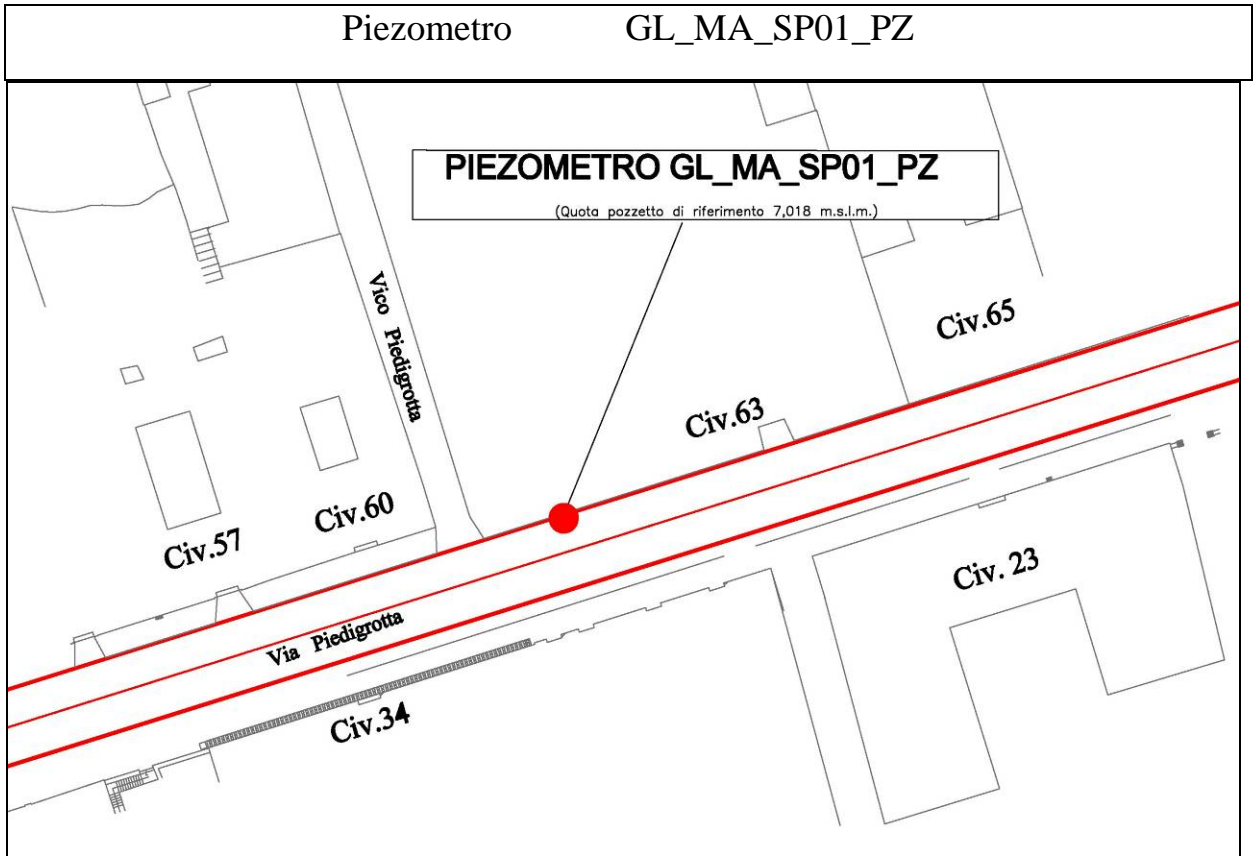 Piezometro GL_MA_SP01_PZ
PIEZOMETRO GL_MA_SP01_PZ
(Quota pozzetto di riferimento 7,018 m.s.l.m.)
Vico Piedigrotta
Civ.65
Civ.63
Civ.60
Civ.57
Civ. 23
Via Piedigrotta
Civ.34